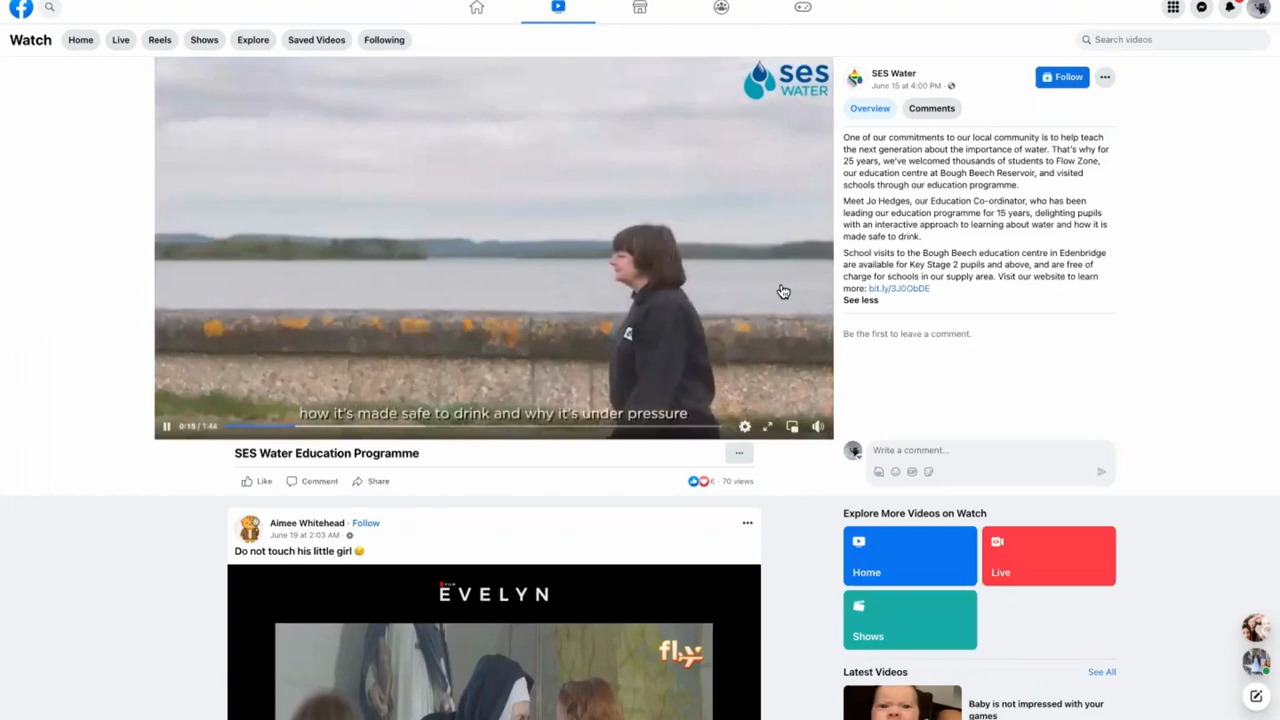 Watch
Home
Live
Reels
Shows
Explore
Saved Videos
Following
Search videos
ses
WATER
how it's made safe to drink and why it's under pressure
0:15 / 1:44
SES Water Education Programme
Like
Comment
Share
6 · 70 views
SES Water
June 15 at 4:00 PM ·
Follow
Overview
Comments
One of our commitments to our local community is to help teach
the next generation about the importance of water. That's why for
25 years, we've welcomed thousands of students to Flow Zone,
our education centre at Bough Beech Reservoir, and visited
schools through our education programme.
Meet Jo Hedges, our Education Co-ordinator, who has been
leading our education programme for 15 years, delighting pupils
with an interactive approach to learning about water and how it is
made safe to drink.
School visits to the Bough Beech education centre in Edenbridge
are available for Key Stage 2 pupils and above, and are free of
charge for schools in our supply area. Visit our website to learn
more: bit.ly/3J0ObDE
See less
Be the first to leave a comment.
Write a comment...
Aimee Whitehead · Follow
June 19 at 2:03 AM ·
Do not touch his little girl
EVELYN
fly
Explore More Videos on Watch
Home
Live
Shows
Latest Videos
See All
Baby is not impressed with your
games